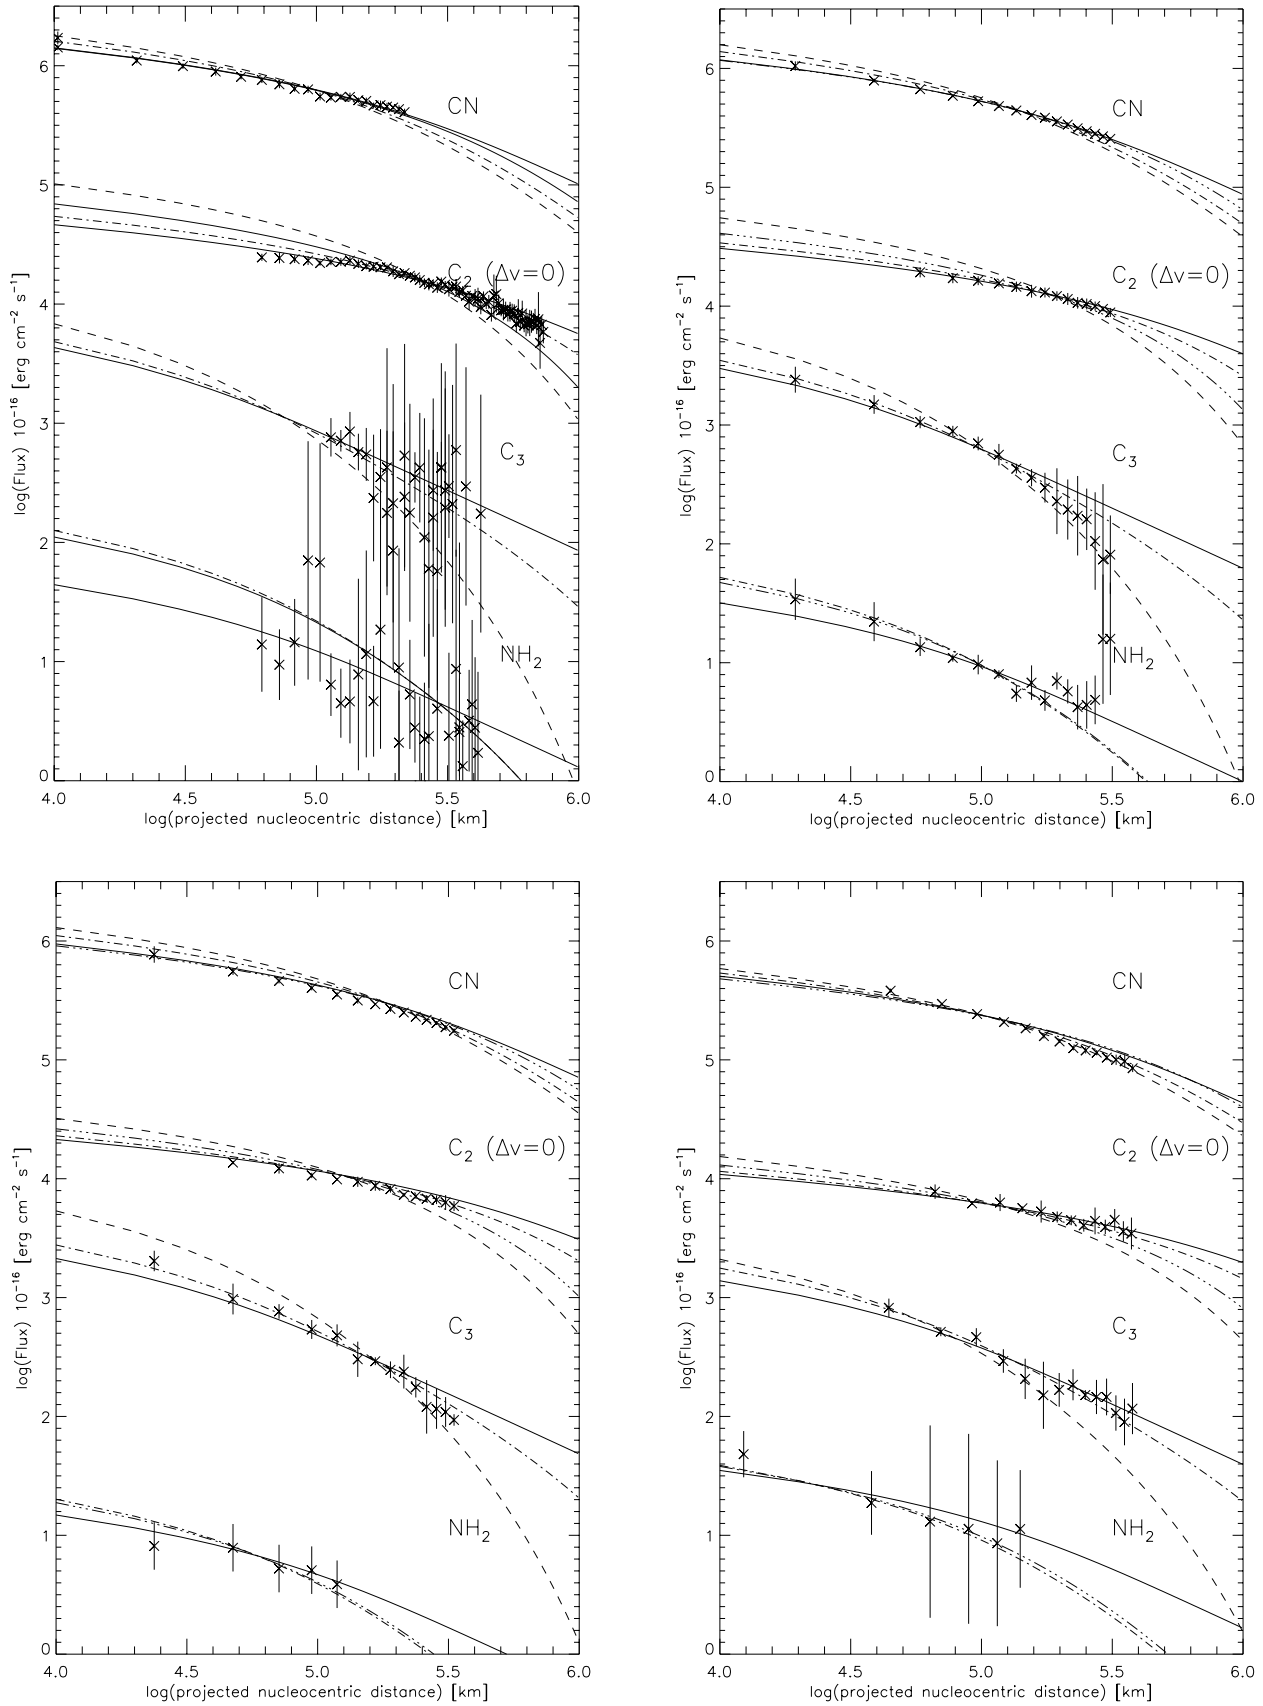 6
5
4
3
2
1
0
log(Flux) 10⁻¹⁶ [erg cm⁻² s⁻¹]
CN
C₂ (Δv=0)
C₃
NH₂
4.0 4.5 5.0 5.5 6.0
log(projected nucleocentric distance) [km]
6
5
4
3
2
1
0
log(Flux) 10⁻¹⁶ [erg cm⁻² s⁻¹]
CN
C₂ (Δv=0)
C₃
NH₂
4.0 4.5 5.0 5.5 6.0
log(projected nucleocentric distance) [km]
6
5
4
3
2
1
0
log(Flux) 10⁻¹⁶ [erg cm⁻² s⁻¹]
CN
C₂ (Δv=0)
C₃
NH₂
4.0 4.5 5.0 5.5 6.0
log(projected nucleocentric distance) [km]
6
5
4
3
2
1
0
log(Flux) 10⁻¹⁶ [erg cm⁻² s⁻¹]
CN
C₂ (Δv=0)
C₃
NH₂
4.0 4.5 5.0 5.5 6.0
log(projected nucleocentric distance) [km]